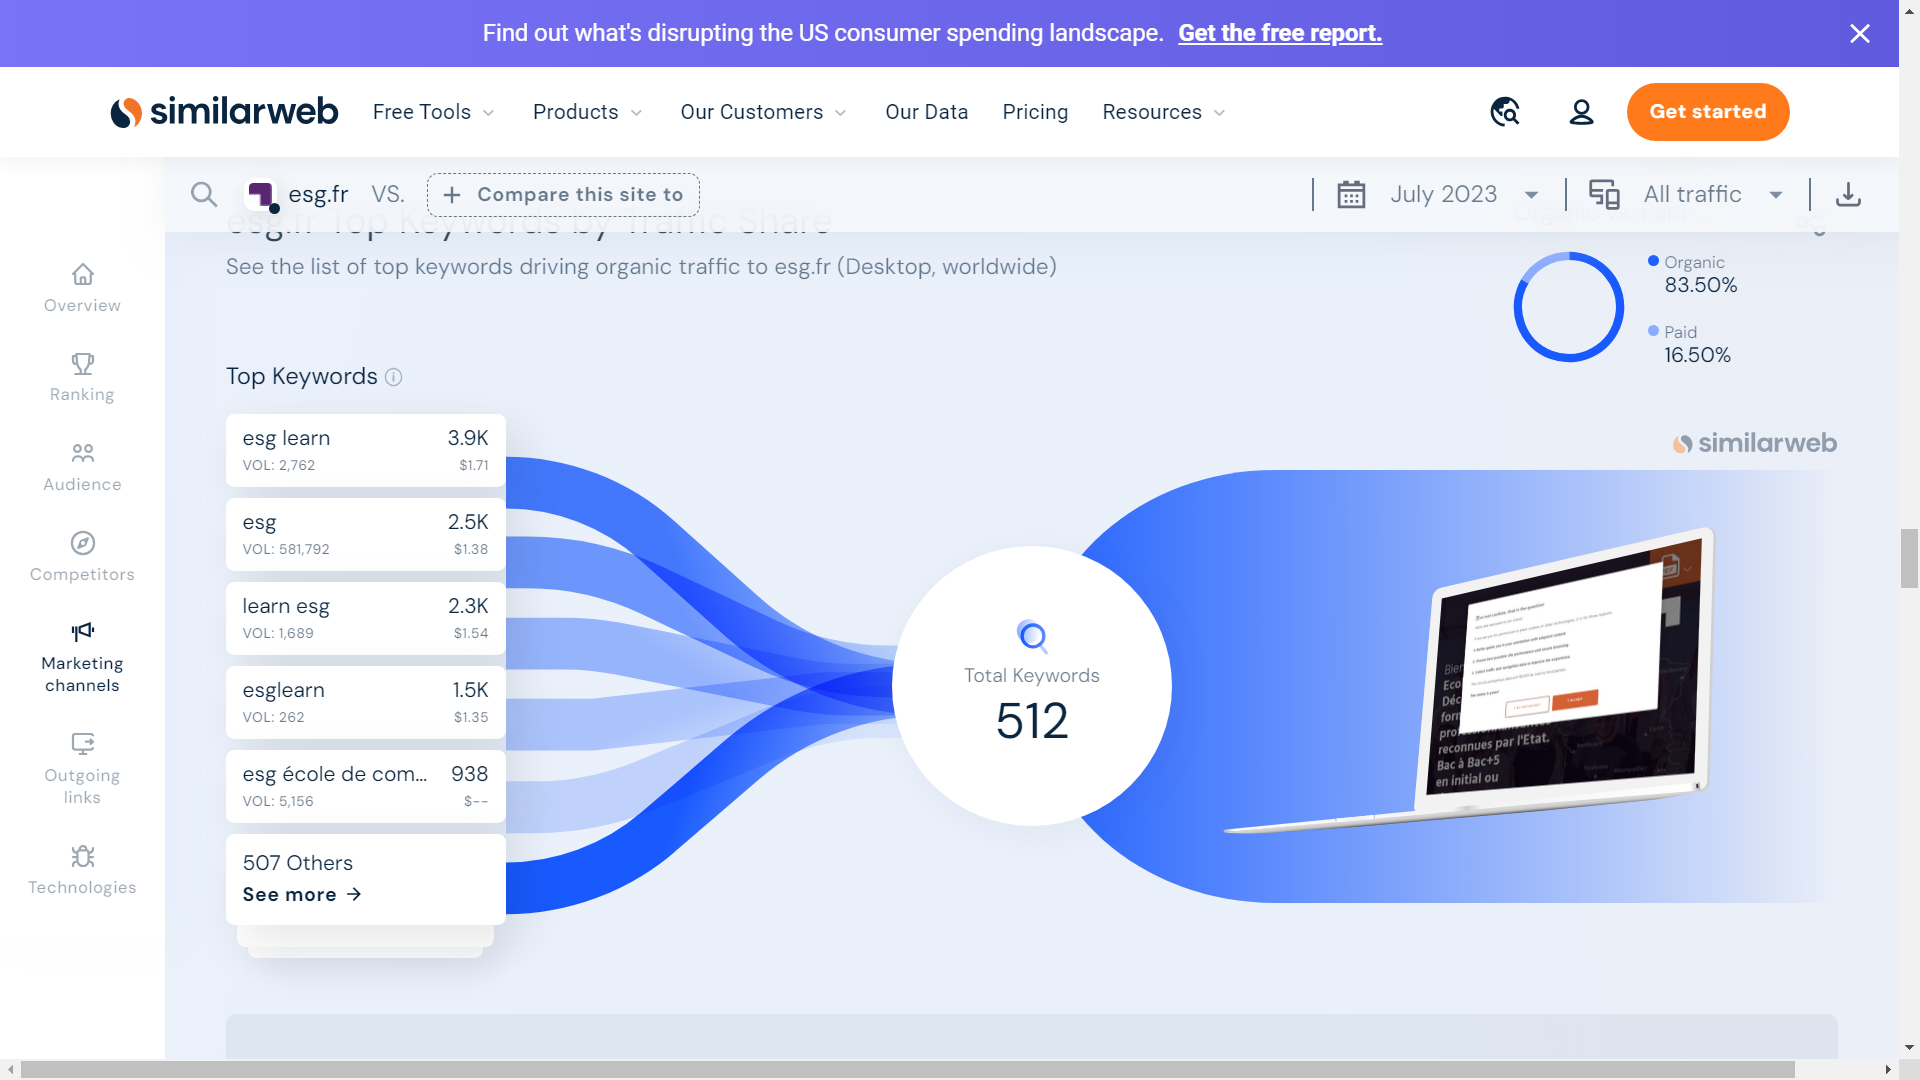 Find out what's disrupting the US consumer spending landscape. Get the free report.
similarweb
Free Tools
Products
Our Customers
Our Data
Pricing
Resources
Get started
esg.fr VS. + Compare this site to
July 2023
All traffic
esg.fr Top Keywords by Traffic Share
See the list of top keywords driving organic traffic to esg.fr (Desktop, worldwide)
Organic
83.50%
Paid
16.50%
Overview
Ranking
Audience
Competitors
Marketing
channels
Outgoing
links
Technologies
Top Keywords
esg learn 3.9K
VOL: 2,762 $1.71
esg 2.5K
VOL: 581,792 $1.38
learn esg 2.3K
VOL: 1,689 $1.54
esglearn 1.5K
VOL: 262 $1.35
esg école de com... 938
VOL: 5,156 $--
507 Others
See more →
Total Keywords
512
similarweb
reconnues par l'Etat.
Bac à Bac+5
en initial ou